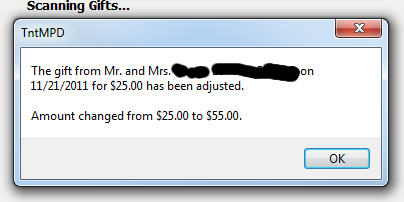 Scanning Gifts...
TntMPD
The gift from Mr. and Mrs. on
11/21/2011 for $25.00 has been adjusted.
Amount changed from $25.00 to $55.00.
OK